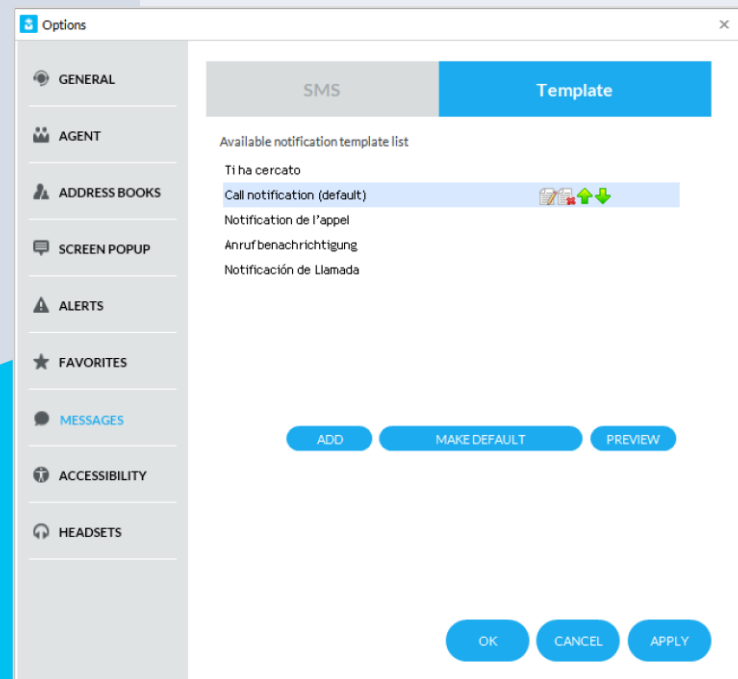 Options
GENERAL
AGENT
ADDRESS BOOKS
SCREEN POPUP
ALERTS
FAVORITES
MESSAGES
ACCESSIBILITY
HEADSETS
SMS
Template
Available notification template list
Ti ha cercato
Call notification (default)
Notification de l'appel
Anrufbenachrichtigung
Notificación de Llamada
ADD
MAKE DEFAULT
PREVIEW
OK
CANCEL
APPLY